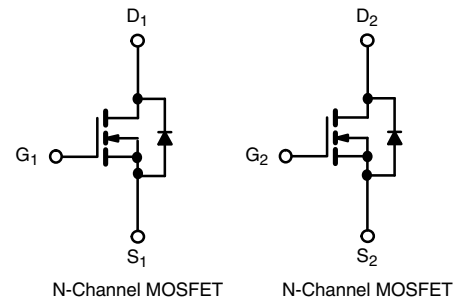 D1 D2
G1 G2
S1 S2
N-Channel MOSFET N-Channel MOSFET